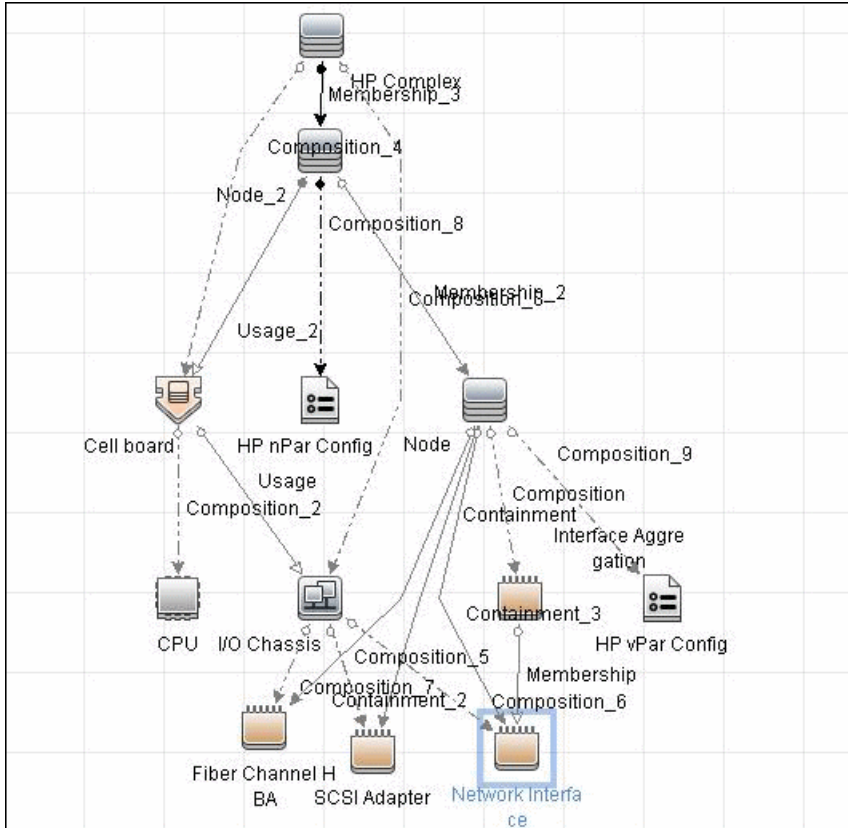 HP Complex
Membership_3
Composition_4
Node_2
Composition_8
Membership_2
Composition_3
Usage_2
Cell board
HP nPar Config
Node
Composition_9
Usage
Composition_2
Composition
Containment
Interface Aggre
gation
Containment_3
CPU
I/O Chassis
HP vPar Config
Composition_5
Membership
Composition_7
Containment_2
Composition_6
Fiber Channel H
BA
SCSI Adapter
Network Interfa
ce